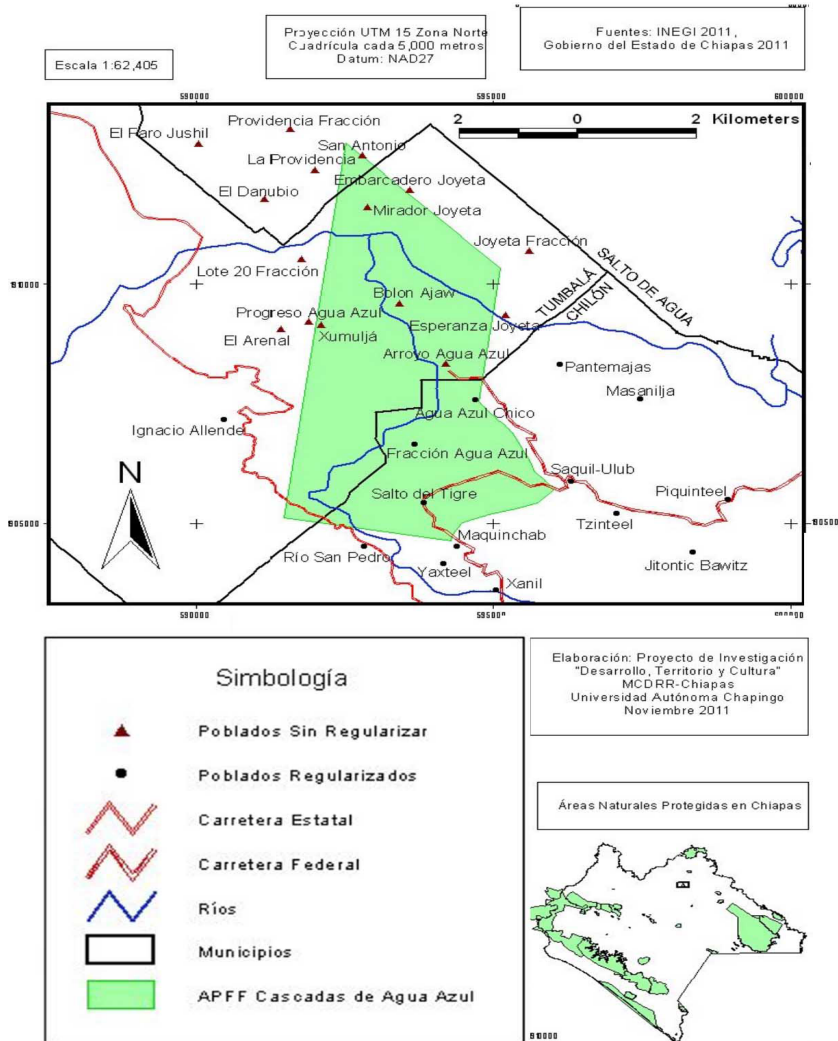 Proyección UTM 15 Zona Norte
Cuadrícula cada 5,000 metros
Datum: NAD27
Fuentes: INEGI 2011,
Gobierno del Estado de Chiapas 2011
Escala 1:62,405
590000
595000
600000
2 0 2 Kilometers
Providencia Fracción
El Faro Jushil
San Antonio
La Providencia
Embarcadero Joyeta
El Danubio
Mirador Joyeta
Joyeta Fracción
SALTO DE AGUA
TUMBALÁ
CHILÓN
Lote 20 Fracción
Bolon Ajaw
Progreso Agua Azul
Esperanza Joyeta
El Arenal
Xumuljá
Arroyo Agua Azul
Pantemajas
Masanilja
Agua Azul Chico
Ignacio Allende
Fracción Agua Azul
Saquil-Ulub
Piquinteel
Salto del Tigre
Tzinteel
N
Maquinchab
Río San Pedro
Yaxteel
Jitontic Bawitz
Xanil
590000
595000
600000
Simbología
Poblados Sin Regularizar
Poblados Regularizados
Carretera Estatal
Carretera Federal
Ríos
Municipios
APFF Cascadas de Agua Azul
Elaboración: Proyecto de Investigación
"Desarrollo, Territorio y Cultura"
MCDRR-Chiapas
Universidad Autónoma Chapingo
Noviembre 2011
Áreas Naturales Protegidas en Chiapas